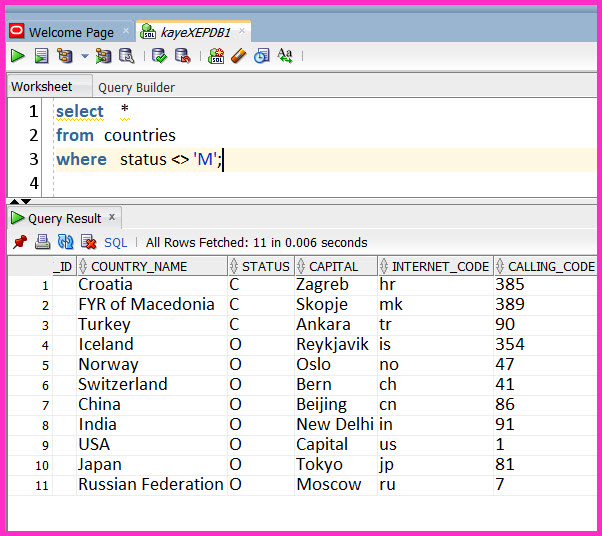 Welcome Page × kayeXEPDB1 ×
Worksheet Query Builder
1 select *
2 from countries
3 where status <> 'M';
4
Query Result ×
SQL | All Rows Fetched: 11 in 0.006 seconds
_ID COUNTRY_NAME STATUS CAPITAL INTERNET_CODE CALLING_CODE
1 Croatia C Zagreb hr 385
2 FYR of Macedonia C Skopje mk 389
3 Turkey C Ankara tr 90
4 Iceland O Reykjavik is 354
5 Norway O Oslo no 47
6 Switzerland O Bern ch 41
7 China O Beijing cn 86
8 India O New Delhi in 91
9 USA O Capital us 1
10 Japan O Tokyo jp 81
11 Russian Federation O Moscow ru 7